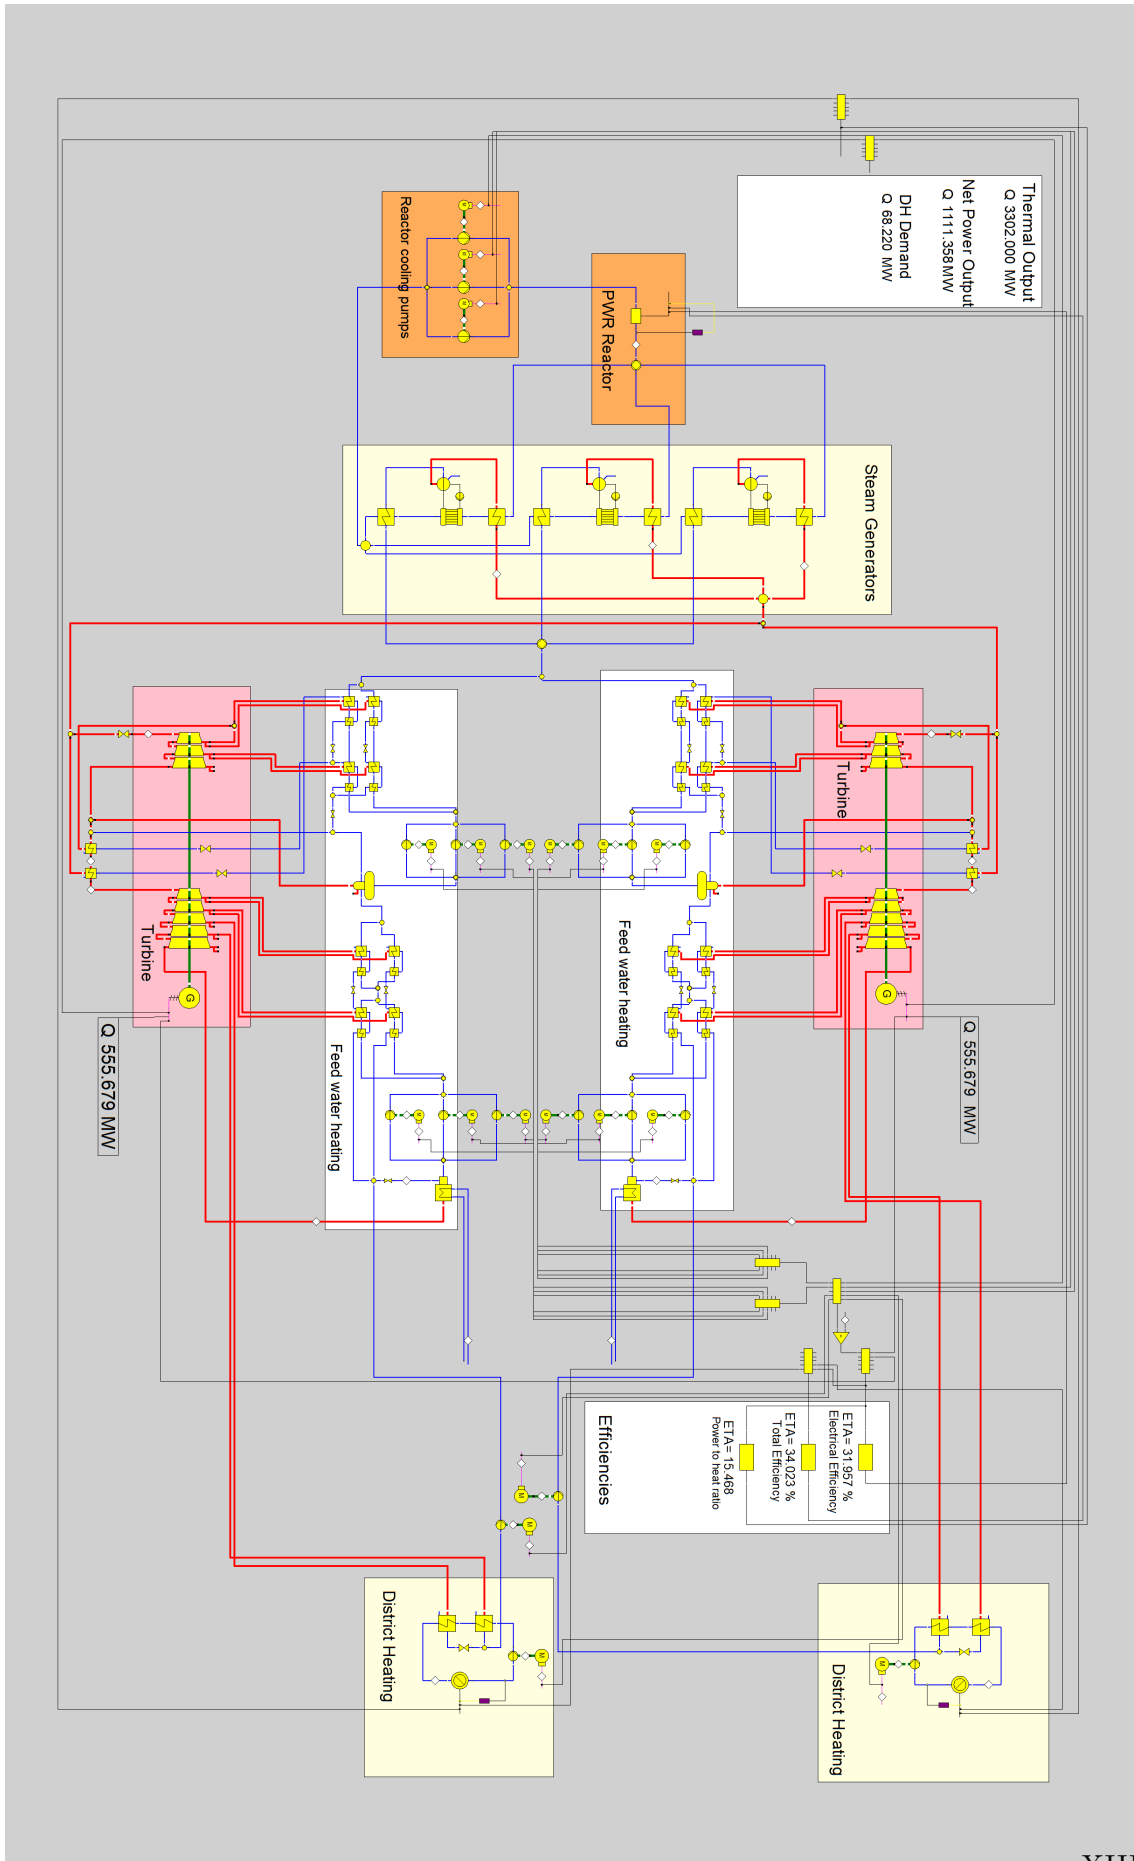 Thermal Output
Q 3302.000 MW
Net Power Output
Q 1111.358MW
DH Demand
Q 68.220 MW
Reactor cooling pumps
M
M
M
PWR Reactor
Steam Generators
Turbine
G
Q 555.679 MW
Turbine
G
Q 555.679 MW
Feed water heating
Feed water heating
M
M
M
M
M
M
M
M
M
M
M
M
ETA= 31.957 %
Electrical Efficiency
ETA= 34.023 %
Total Efficiency
ETA= 15.468
Power to heat ratio
Efficiencies
M
M
M
District Heating
M
District Heating